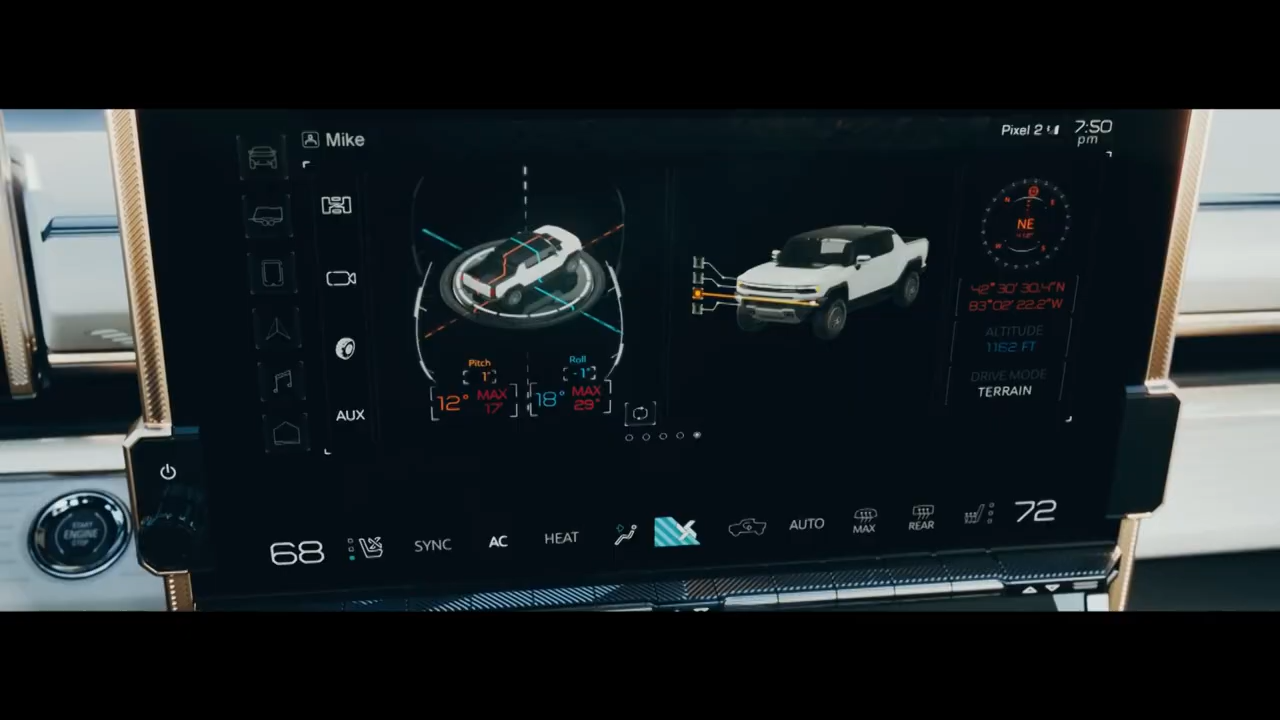 Mike
Pixel 2
7:50
pm
AUX
Pitch
1°
12°
MAX
17°
Roll
-1°
18°
MAX
29°
N
E
NE
W
S
42° 30' 30.4"N
83° 02' 22.2"W
ALTITUDE
1162 FT
DRIVE MODE
TERRAIN
START
ENGINE
STOP
68
SYNC
AC
HEAT
AUTO
MAX
REAR
72